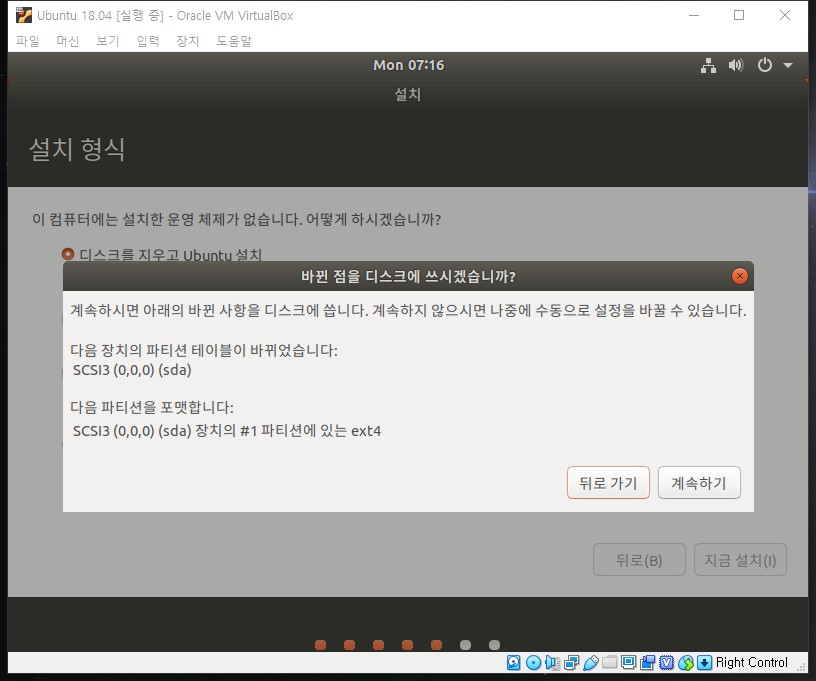 Ubuntu 18.04 [실행 중] - Oracle VM VirtualBox
파일 머신 보기 입력 장치 도움말
Mon 07:16
설치
설치 형식
이 컴퓨터에는 설치한 운영 체제가 없습니다. 어떻게 하시겠습니까?
디스크를 지우고 Ubuntu 설치
바뀐 점을 디스크에 쓰시겠습니까?
계속하시면 아래의 바뀐 사항을 디스크에 씁니다. 계속하지 않으시면 나중에 수동으로 설정을 바꿀 수 있습니다.
다음 장치의 파티션 테이블이 바뀌었습니다:
SCSI3 (0,0,0) (sda)
다음 파티션을 포맷합니다:
SCSI3 (0,0,0) (sda) 장치의 #1 파티션에 있는 ext4
뒤로 가기 계속하기
뒤로(B) 지금 설치(I)
Right Control